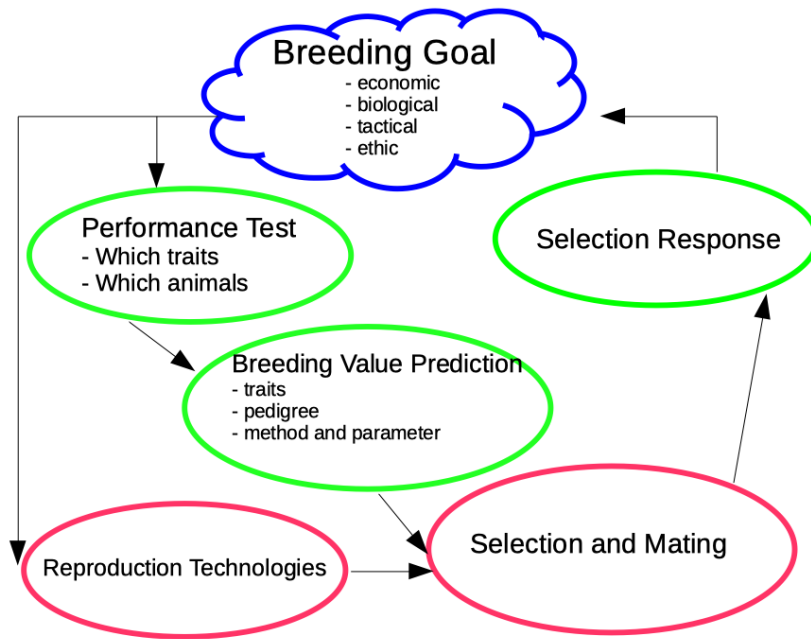 Breeding Goal
- economic
- biological
- tactical
- ethic
Performance Test
- Which traits
- Which animals
Selection Response
Breeding Value Prediction
- traits
- pedigree
- method and parameter
Selection and Mating
Reproduction Technologies